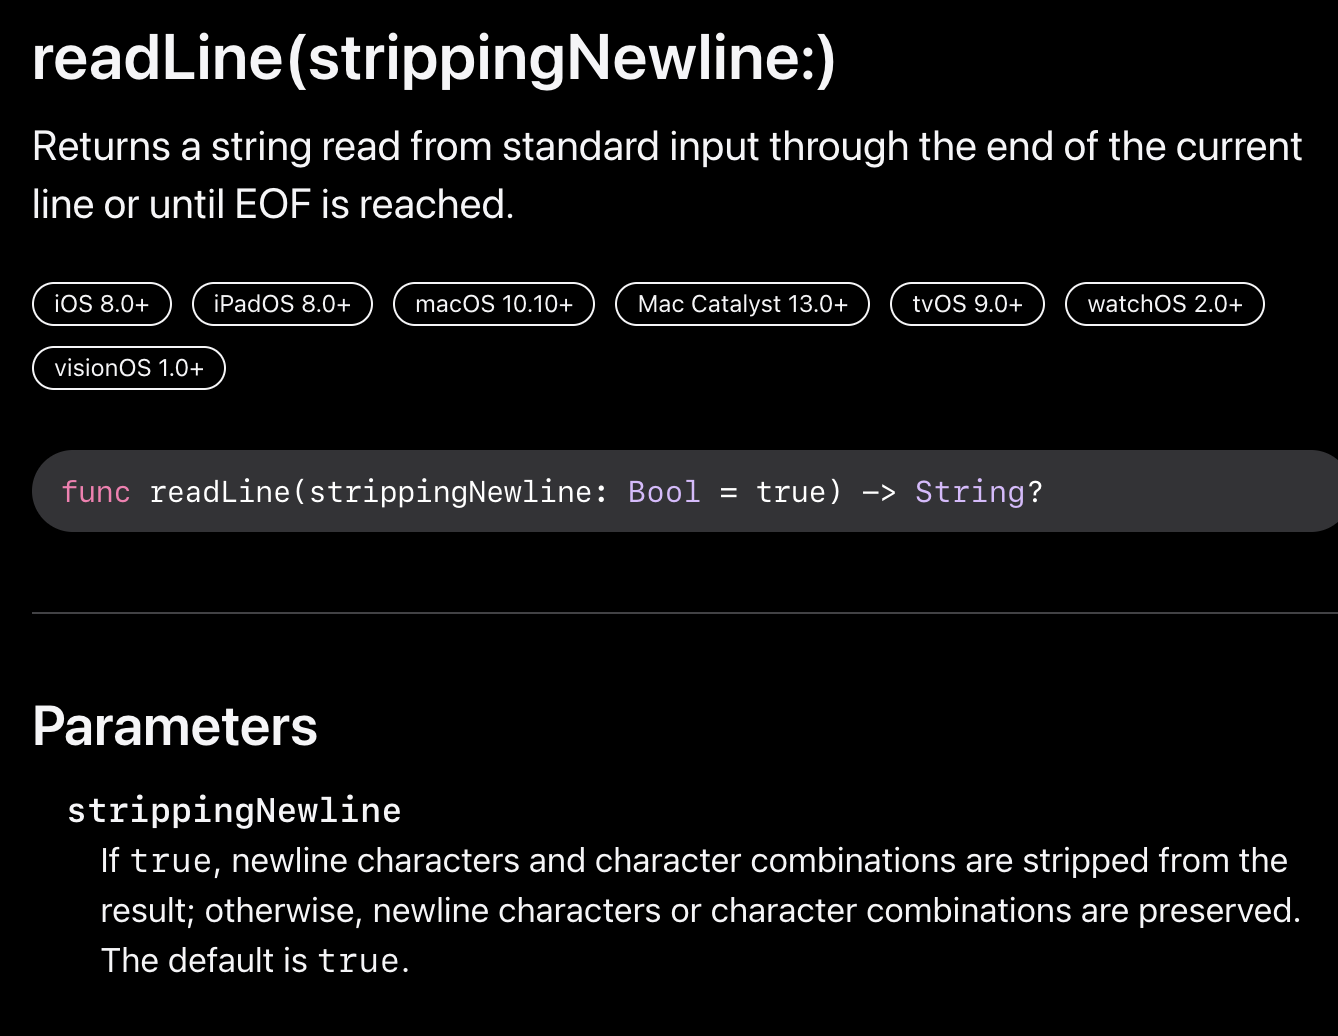 readLine(strippingNewline:)
Returns a string read from standard input through the end of the current
line or until EOF is reached.
iOS 8.0+ iPadOS 8.0+ macOS 10.10+ Mac Catalyst 13.0+ tvOS 9.0+ watchOS 2.0+
visionOS 1.0+
func readLine(strippingNewline: Bool = true) -> String?
Parameters
strippingNewline
If true, newline characters and character combinations are stripped from the
result; otherwise, newline characters or character combinations are preserved.
The default is true.